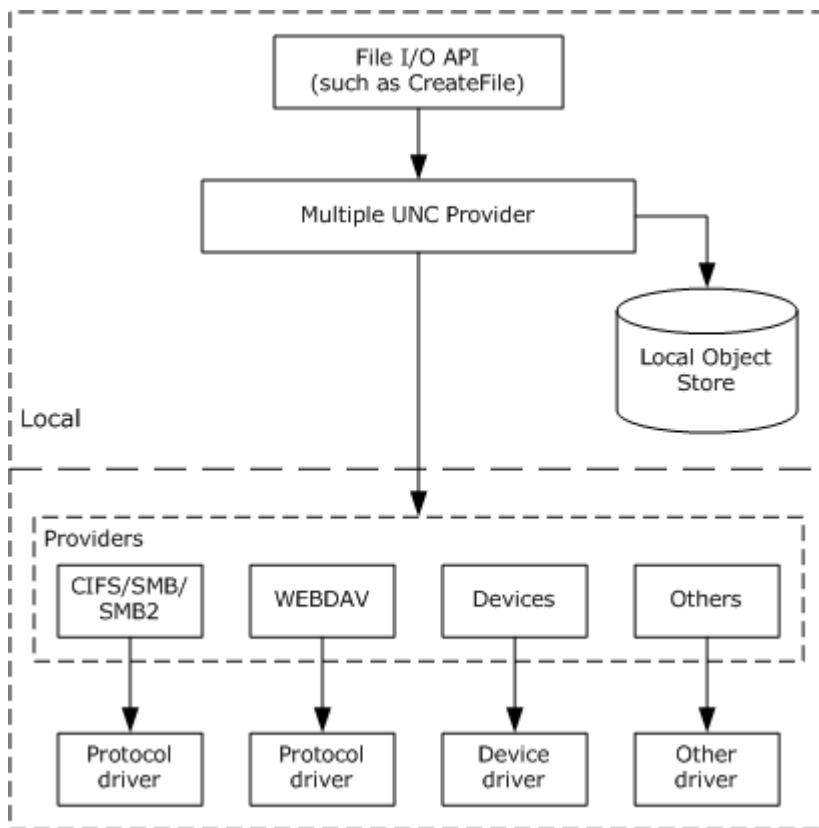 File I/O API
(such as CreateFile)
Multiple UNC Provider
Local Object
Store
Local
Providers
CIFS/SMB/
SMB2
WEBDAV
Devices
Others
Protocol
driver
Protocol
driver
Device
driver
Other
driver